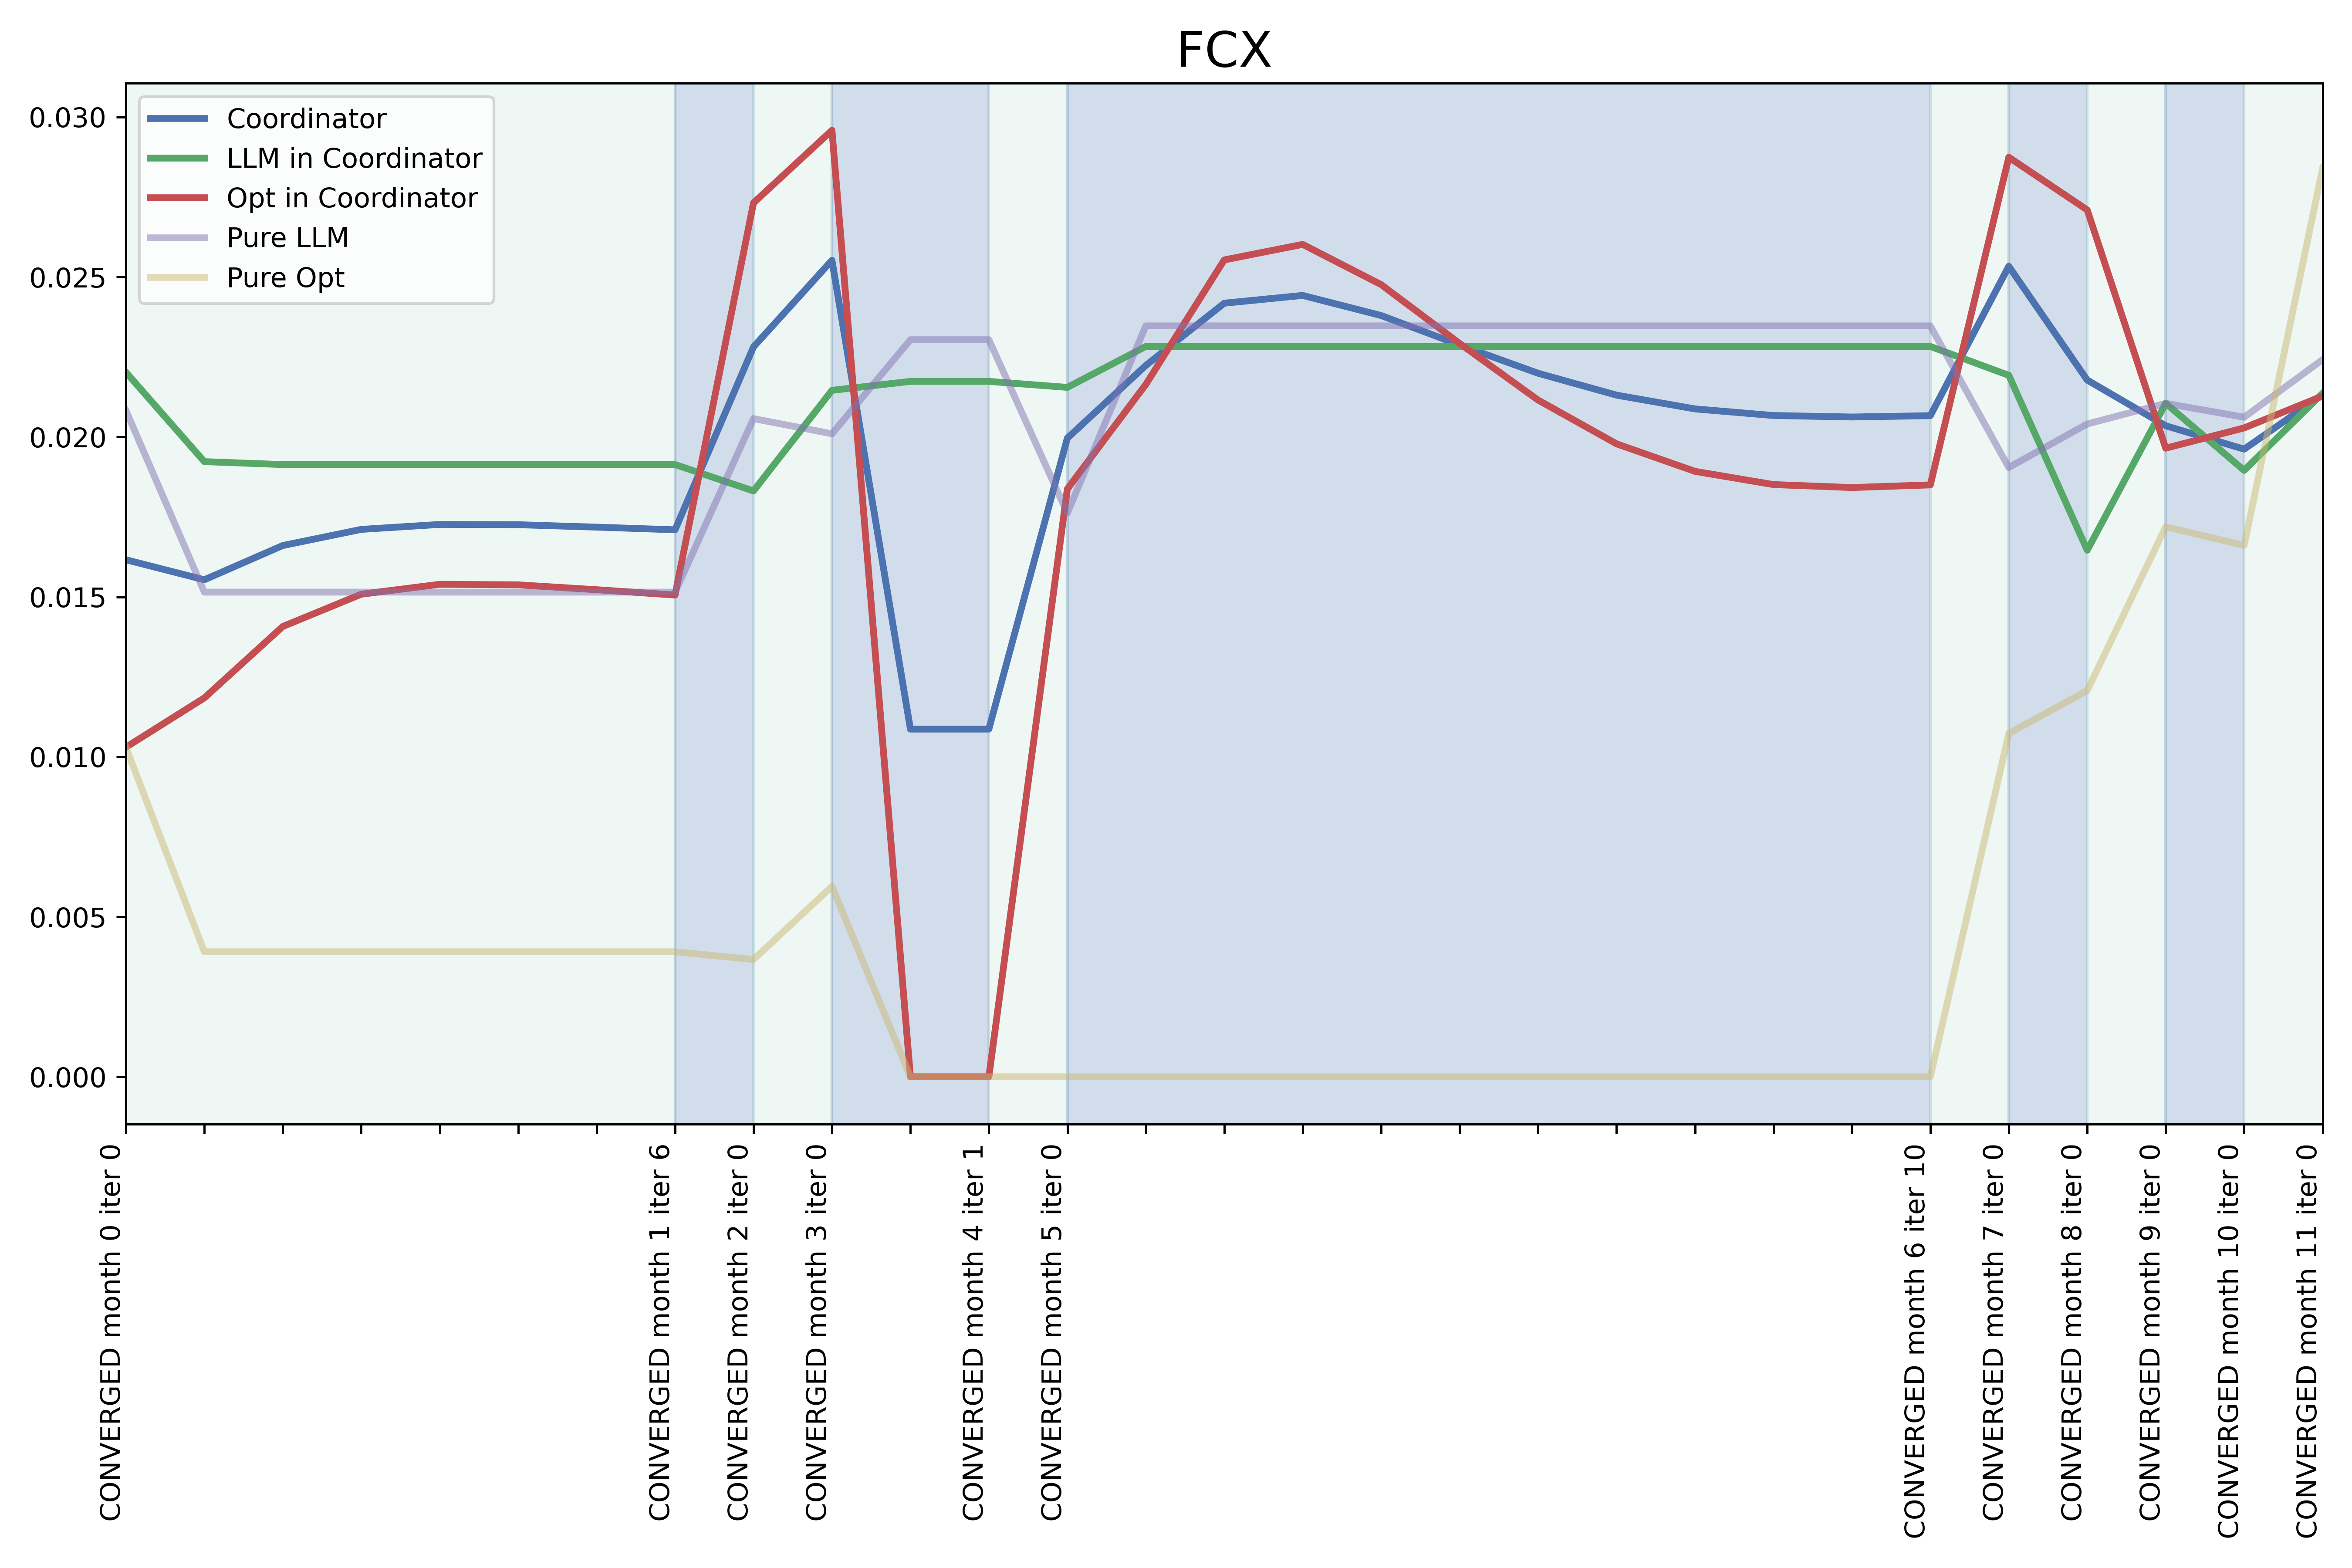 FCX
0.030
0.025
0.020
0.015
0.010
0.005
0.000
Coordinator
LLM in Coordinator
Opt in Coordinator
Pure LLM
Pure Opt
CONVERGED month 0 iter 0
CONVERGED month 1 iter 6
CONVERGED month 2 iter 0
CONVERGED month 3 iter 0
CONVERGED month 4 iter 1
CONVERGED month 5 iter 0
CONVERGED month 6 iter 10
CONVERGED month 7 iter 0
CONVERGED month 8 iter 0
CONVERGED month 9 iter 0
CONVERGED month 10 iter 0
CONVERGED month 11 iter 0